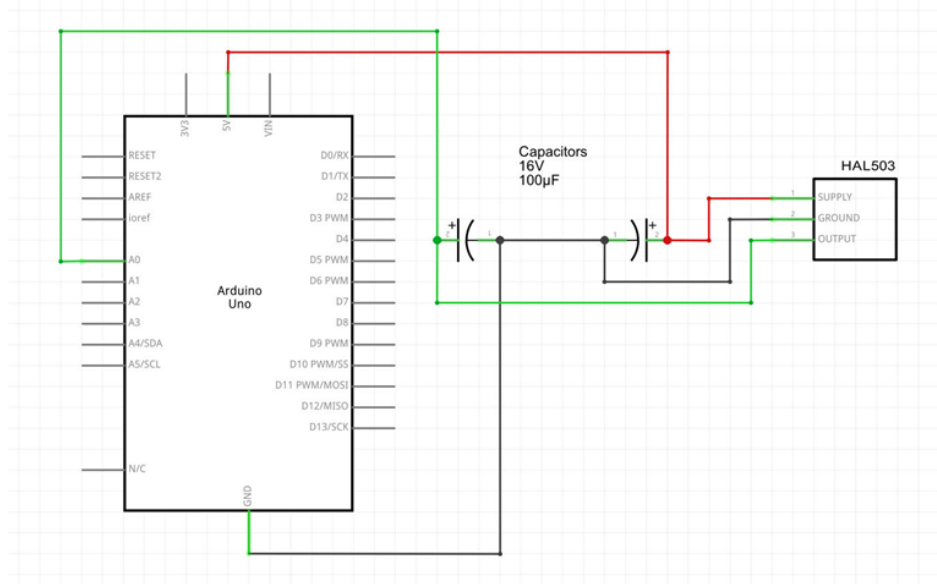 3V3
5V
VIN
RESET
RESET2
AREF
ioref
A0
A1
A2
A3
A4/SDA
A5/SCL
N/C
Arduino
Uno
D0/RX
D1/TX
D2
D3 PWM
D4
D5 PWM
D6 PWM
D7
D8
D9 PWM
D10 PWM/SS
D11 PWM/MOSI
D12/MISO
D13/SCK
GND
Capacitors
16V
100µF
2 + 1
1 + 2
HAL503
1 SUPPLY
2 GROUND
3 OUTPUT